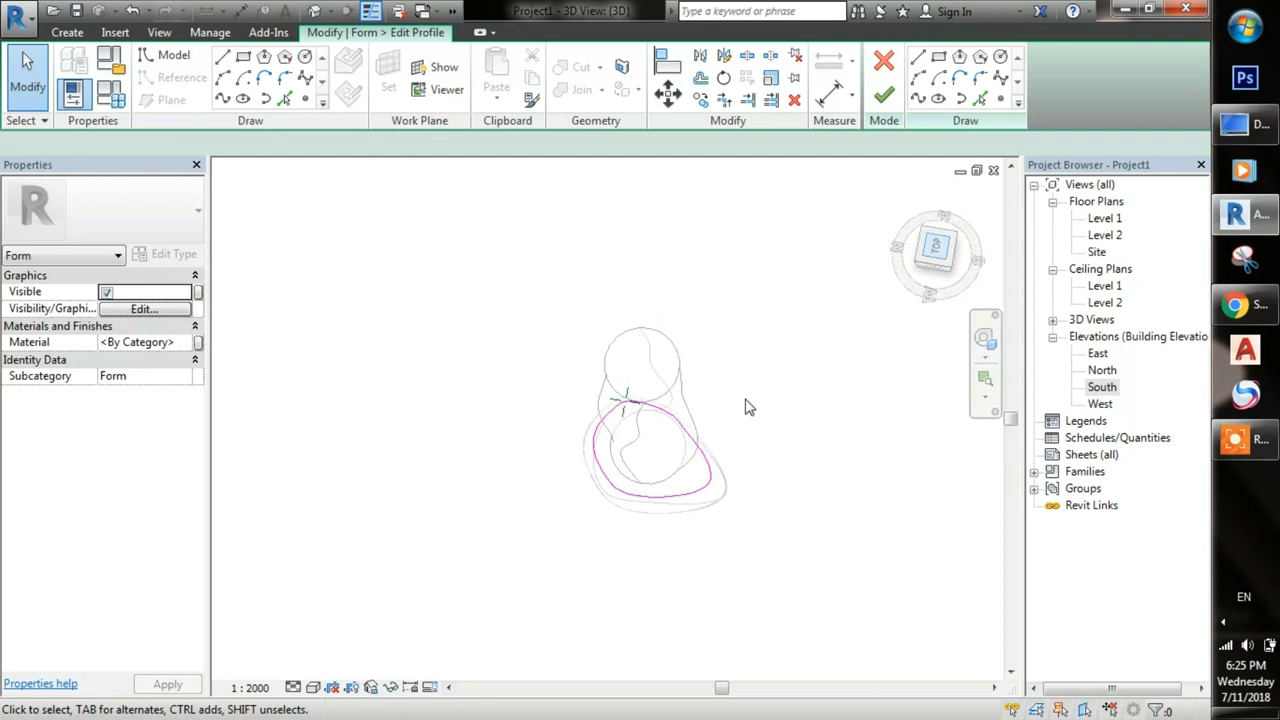 Project1 - 3D View: {3D}
Type a keyword or phrase
Sign In
Create
Insert
View
Manage
Add-Ins
Modify | Form > Edit Profile
Modify
Select
Properties
Model
Reference
Plane
Draw
Set
Show
Viewer
Work Plane
Paste
Clipboard
Cut
Join
Geometry
Modify
Measure
Mode
Draw
Properties
R
Form
Edit Type
Graphics
Visible
Visibility/Graphi...
Edit...
Materials and Finishes
Material
<By Category>
Identity Data
Subcategory
Form
Properties help
Apply
TOP
1 : 2000
Project Browser - Project1
Views (all)
Floor Plans
Level 1
Level 2
Site
Ceiling Plans
Level 1
Level 2
3D Views
Elevations (Building Elevatio
East
North
South
West
Legends
Schedules/Quantities
Sheets (all)
Families
Groups
Revit Links
Click to select, TAB for alternates, CTRL adds, SHIFT unselects.
:0
Ps
D...
A...
S...
R...
EN
6:25 PM
Wednesday
7/11/2018